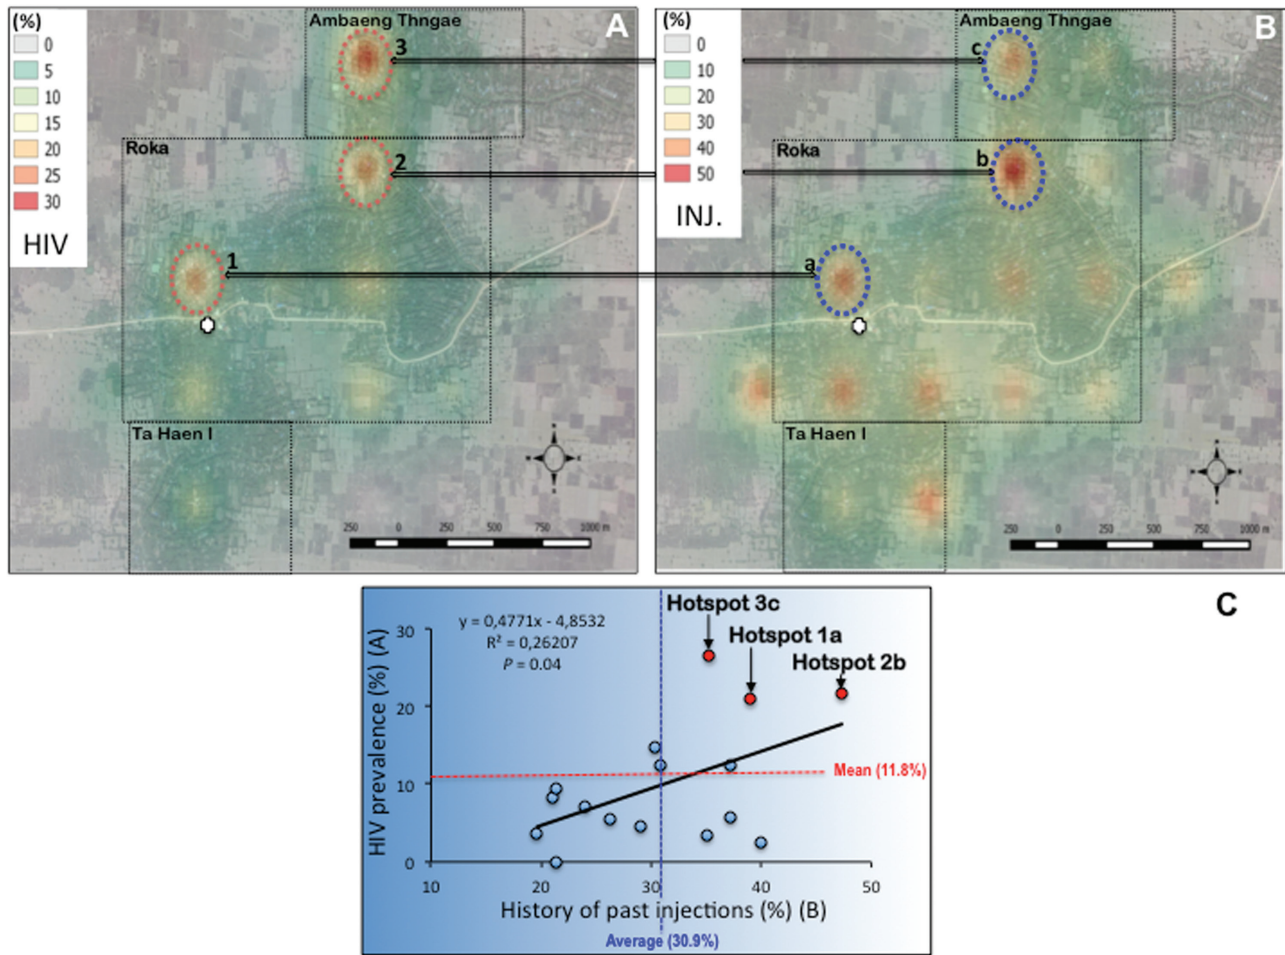 (%)
0
5
10
15
20
25
30
HIV
Ambaeng Thngae
A
3
Roka
2
1
Ta Haen I
250 0 250 500 750 1000 m
(%)
0
10
20
30
40
50
INJ.
Ambaeng Thngae
B
c
Roka
b
a
Ta Haen I
250 0 250 500 750 1000 m
C
y = 0,4771x - 4,8532
R² = 0,26207
P = 0.04
Hotspot 3c
Hotspot 1a
Hotspot 2b
HIV prevalence (%) (A)
30
20
10
0
Mean (11.8%)
10 20 30 40 50
History of past injections (%) (B)
Average (30.9%)